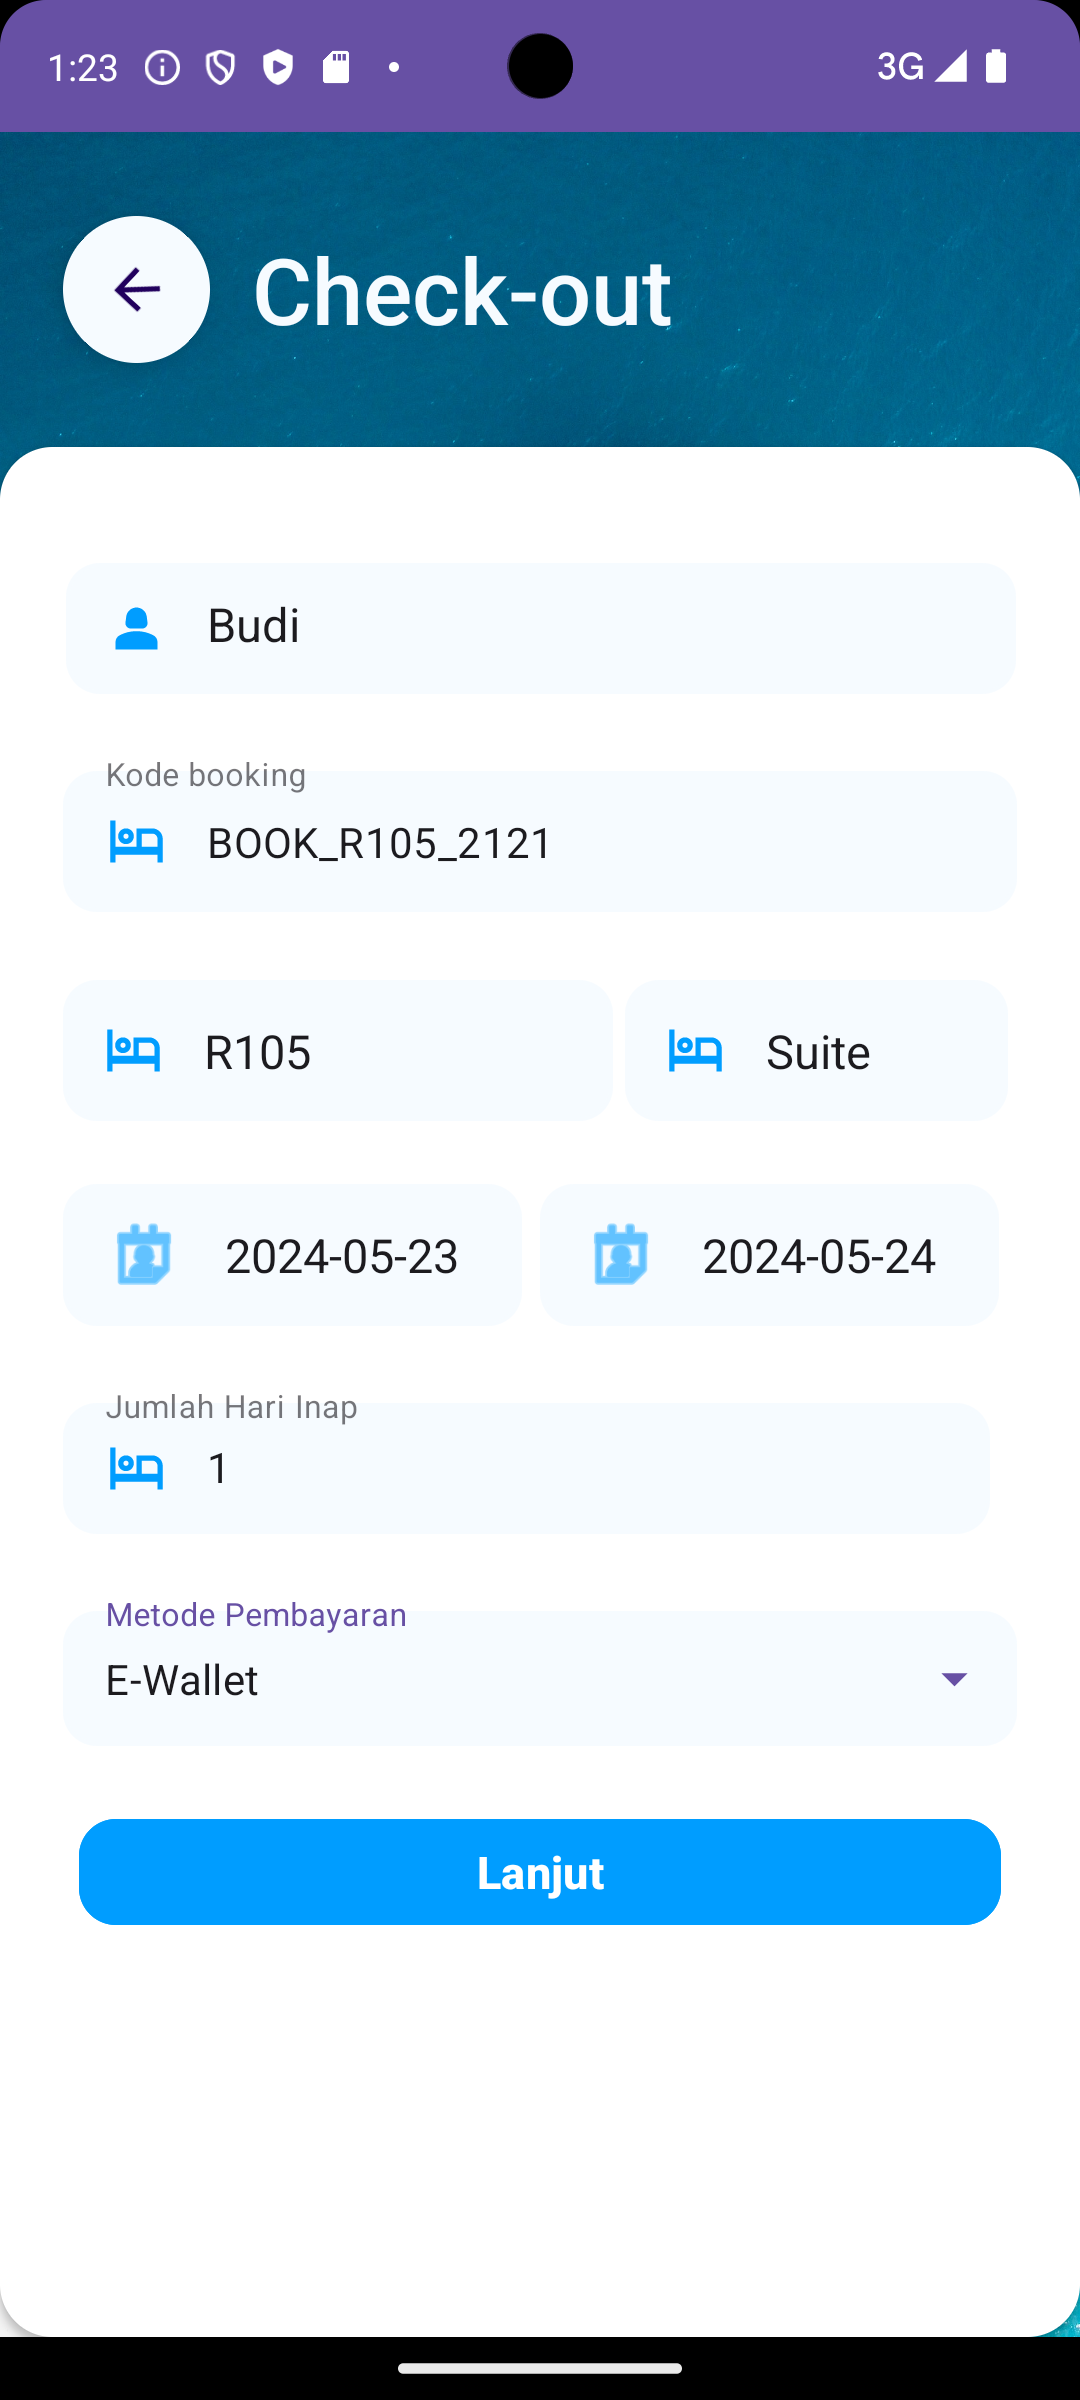 1:23
3G
Check-out
Budi
Kode booking
BOOK_R105_2121
R105
Suite
2024-05-23
2024-05-24
Jumlah Hari Inap
1
Metode Pembayaran
E-Wallet
Lanjut